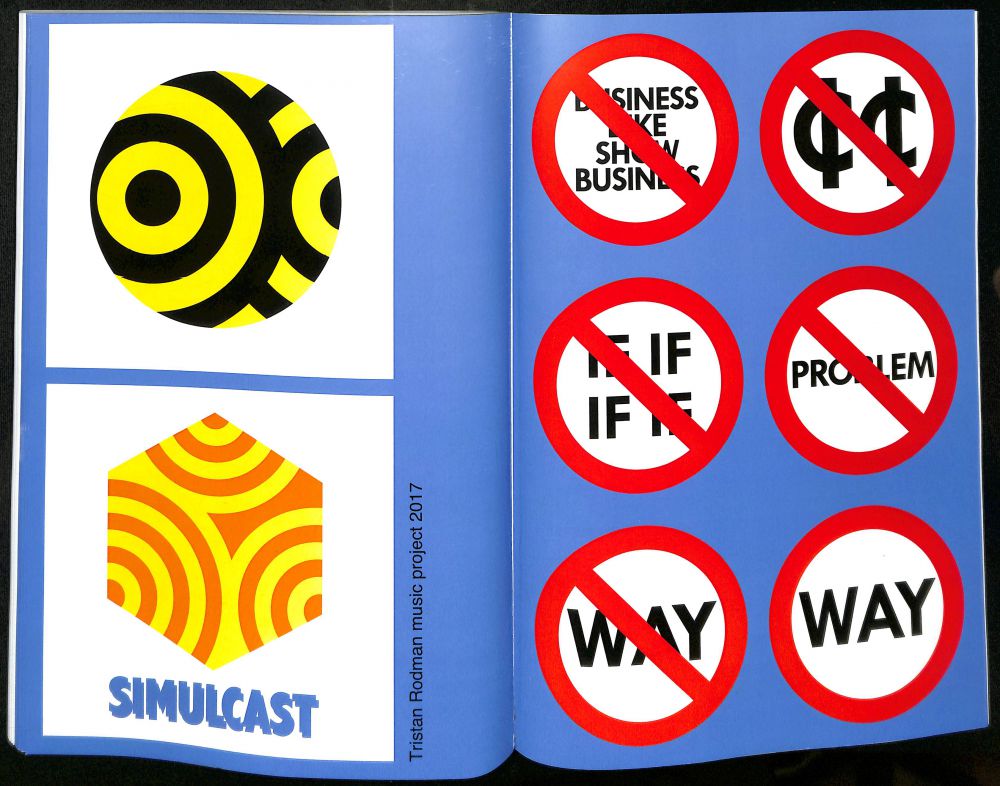 SIMULCAST
Tristan Rodman music project 2017
BUSINESS
LIKE
SHOW
BUSINESS
¢¢
IF IF
IF IF
PROBLEM
WAY
WAY